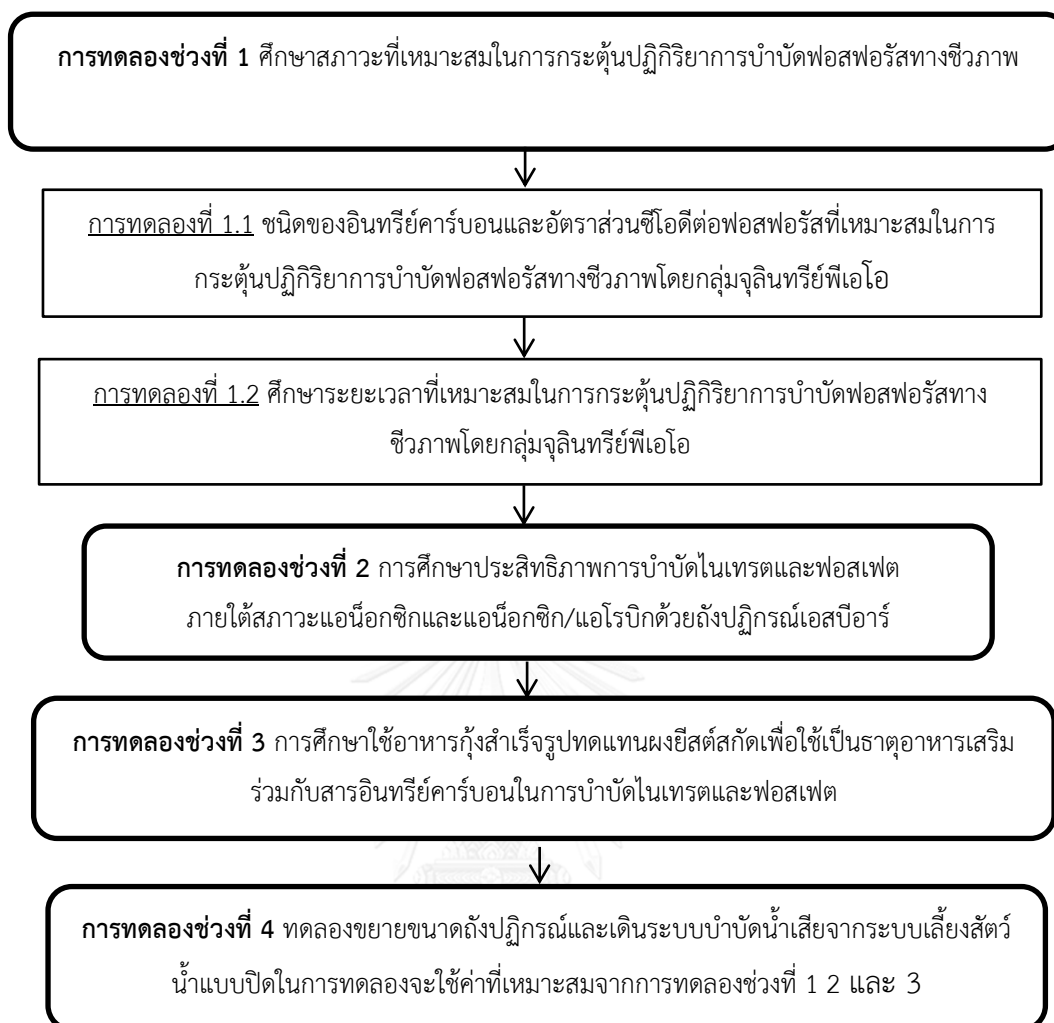 การทดลองช่วงที่ 1 ศึกษาสภาวะที่เหมาะสมในการกระตุ้นปฏิกิริยาการบำบัดฟอสฟอรัสทางชีวภาพ
การทดลองที่ 1.1 ชนิดของอินทรีย์คาร์บอนและอัตราส่วนซีโอดีต่อฟอสฟอรัสที่เหมาะสมในการ
กระตุ้นปฏิกิริยาการบำบัดฟอสฟอรัสทางชีวภาพโดยกลุ่มจุลินทรีย์พีเอโอ
การทดลองที่ 1.2 ศึกษาระยะเวลาที่เหมาะสมในการกระตุ้นปฏิกิริยาการบำบัดฟอสฟอรัสทาง
ชีวภาพโดยกลุ่มจุลินทรีย์พีเอโอ
การทดลองช่วงที่ 2 การศึกษาประสิทธิภาพการบำบัดไนเทรตและฟอสเฟต
ภายใต้สภาวะแอน็อกซิกและแอน็อกซิก/แอโรบิกด้วยถังปฏิกรณ์เอสบีอาร์
การทดลองช่วงที่ 3 การศึกษาใช้อาหารกุ้งสำเร็จรูปทดแทนผงยีสต์สกัดเพื่อใช้เป็นธาตุอาหารเสริม
ร่วมกับสารอินทรีย์คาร์บอนในการบำบัดไนเทรตและฟอสเฟต
การทดลองช่วงที่ 4 ทดลองขยายขนาดถังปฏิกรณ์และเดินระบบบำบัดน้ำเสียจากระบบเลี้ยงสัตว์
น้ำแบบปิดในการทดลองจะใช้ค่าที่เหมาะสมจากการทดลองช่วงที่ 1 2 และ 3